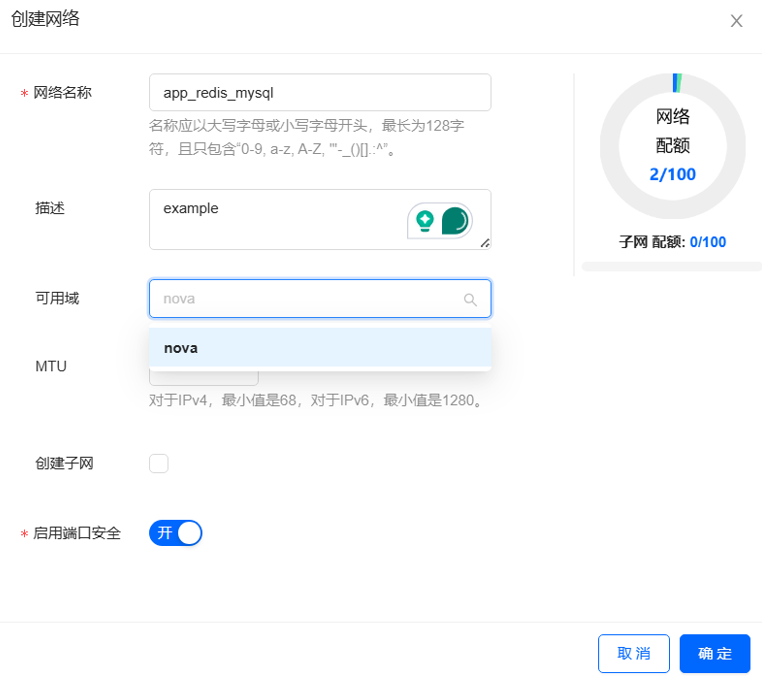 创建网络
* 网络名称
app_redis_mysql
名称应以大写字母或小写字母开头，最长为128字
符，且只包含“0-9, a-z, A-Z, "'-_()[].:^”。
网络
配额
2/100
子网 配额: 0/100
描述
example
可用域
nova
nova
MTU
对于IPv4，最小值是68，对于IPv6，最小值是1280。
创建子网
* 启用端口安全
开
取消
确定